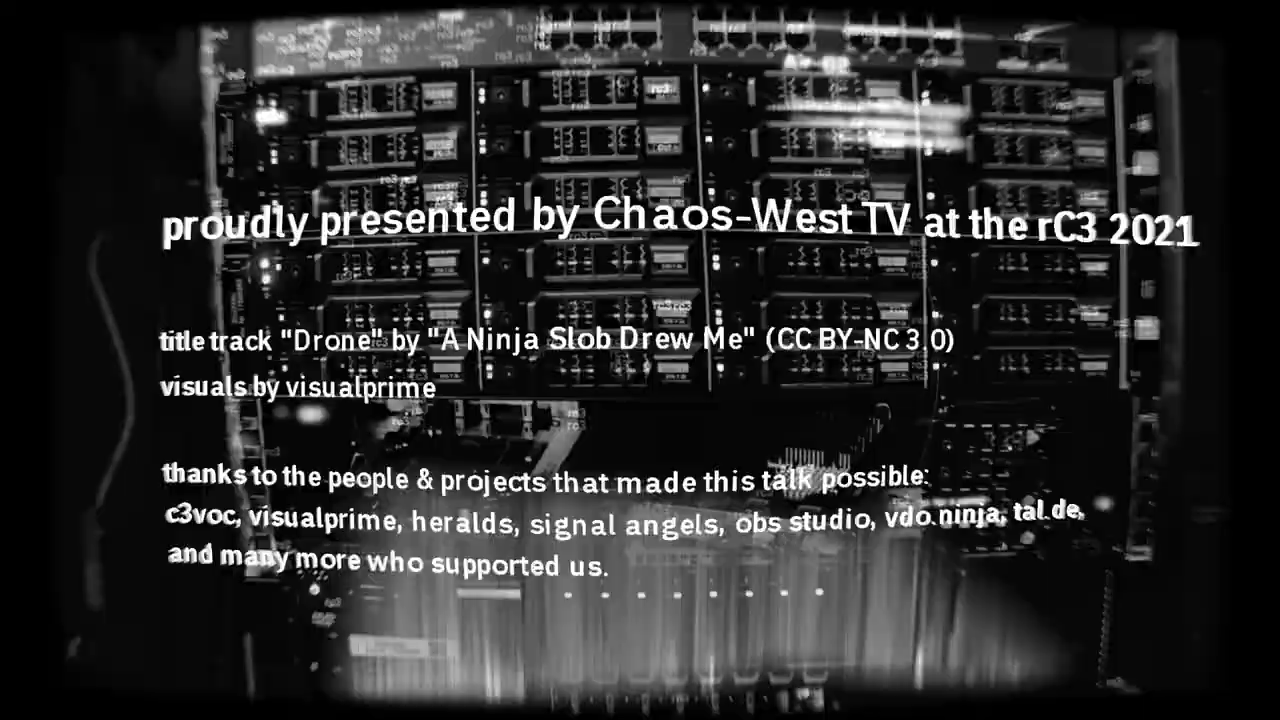 proudly presented by Chaos-West TV at the rC3 2021
title track "Drone" by "A Ninja Slob Drew Me" (CC BY-NC 3.0)
visuals by visualprime
thanks to the people & projects that made this talk possible:
c3voc, visualprime, heralds, signal angels, obs studio, vdo.ninja, tal.de,
and many more who supported us.